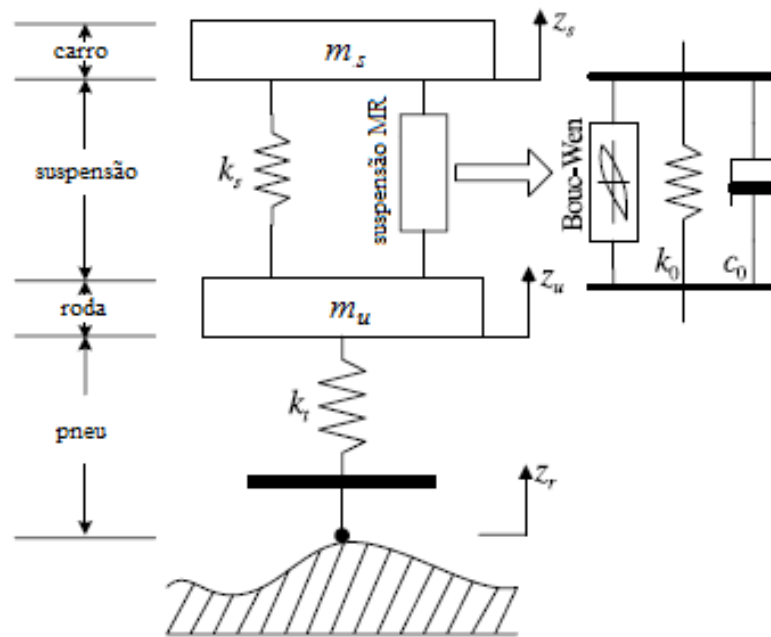 carro
m_s
z_s
suspensão
k_s
suspensão MR
Bouc-Wen
k_0
c_0
z_u
roda
m_u
k_t
pneu
z_r